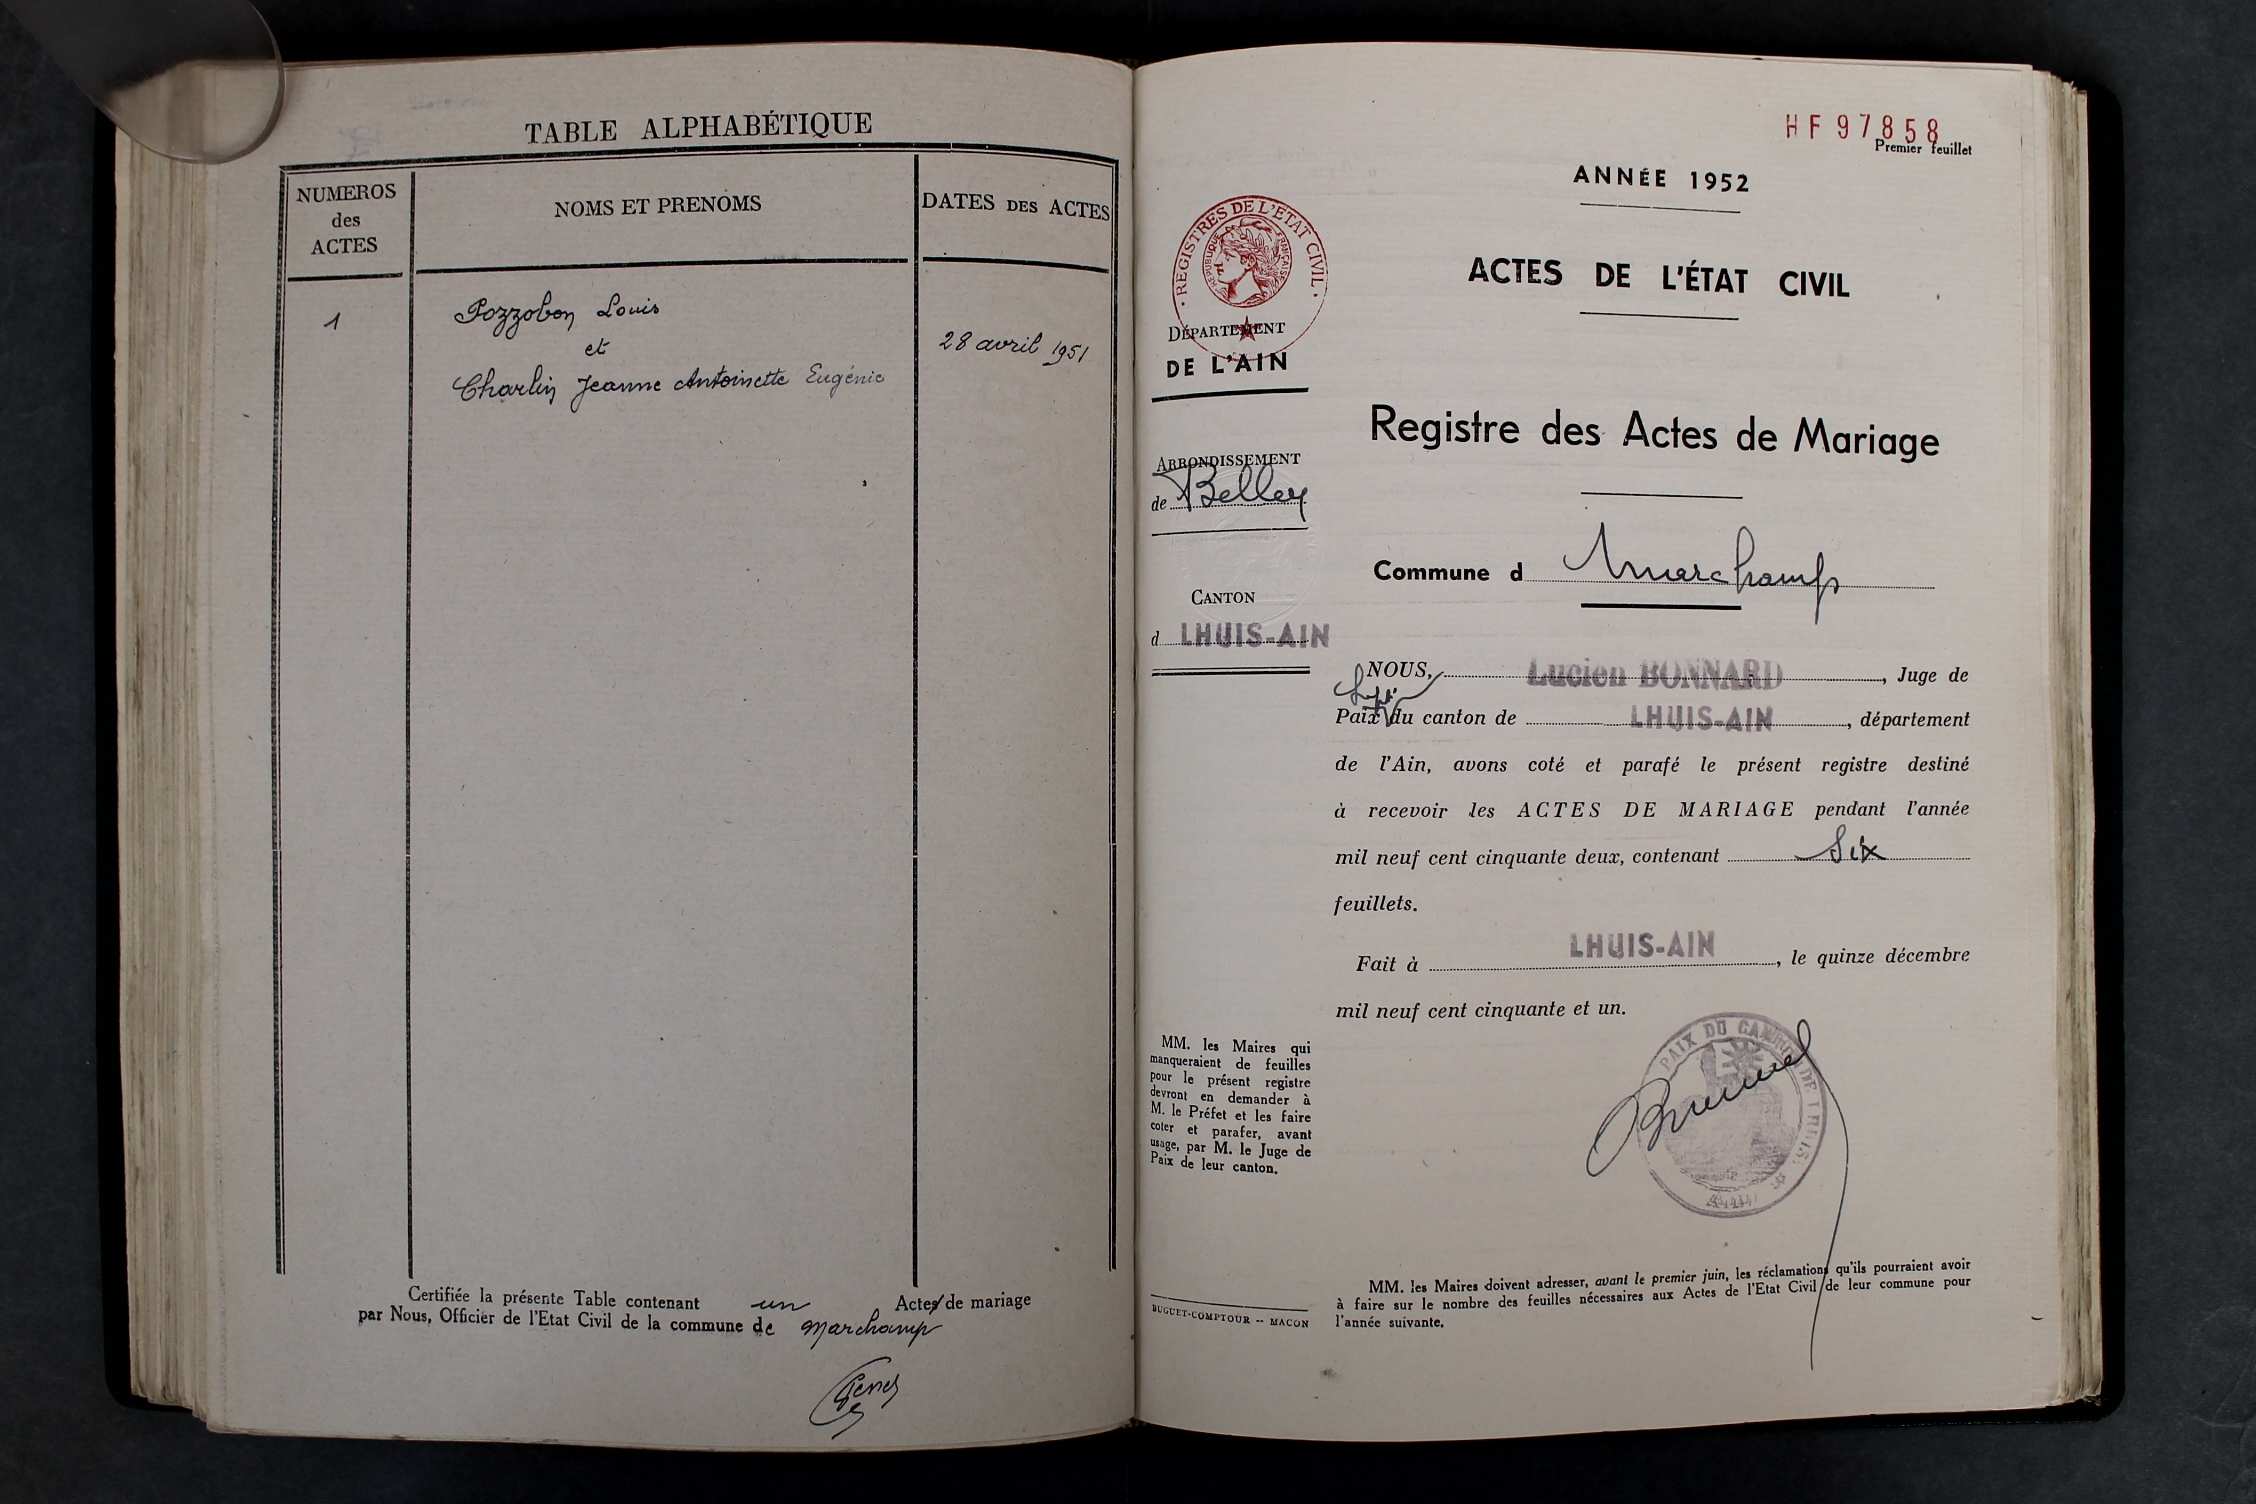 TABLE ALPHABÉTIQUE
NUMEROS
des
ACTES
NOMS ET PRENOMS
DATES DES ACTES
1
Pozzobon Louis
et
Charlin Jeanne Antoinette Eugénie
28 avril 1951
Certifiée la présente Table contenant un Actes de mariage
par Nous, Officier de l'Etat Civil de la commune de Marchamp
HF 97858
Premier feuillet
ANNÉE 1952
REGISTRES DE L'ETAT CIVIL
REPUBLIQUE FRANÇAISE
DÉPARTEMENT
DE L'AIN
ACTES DE L'ÉTAT CIVIL
Registre des Actes de Mariage
ARRONDISSEMENT
de Belley
Commune d Marchamp
CANTON
d LHUIS-AIN
NOUS, Lucien BONNARD, Juge de
Paix du canton de LHUIS-AIN, département
de l'Ain, avons coté et parafé le présent registre destiné
à recevoir les ACTES DE MARIAGE pendant l'année
mil neuf cent cinquante deux, contenant Six
feuillets.
Fait à LHUIS-AIN, le quinze décembre
mil neuf cent cinquante et un.
PAIX DU CANTON DE LHUIS
MM. les Maires qui
manqueraient de feuilles
pour le présent registre
devront en demander à
M. le Préfet et les faire
coter et parafer, avant
usage, par M. le Juge de
Paix de leur canton.
BUGUET-COMPTOUR -- MACON
MM. les Maires doivent adresser, avant le premier juin, les réclamations qu'ils pourraient avoir
à faire sur le nombre des feuilles nécessaires aux Actes de l'Etat Civil de leur commune pour
l'année suivante.